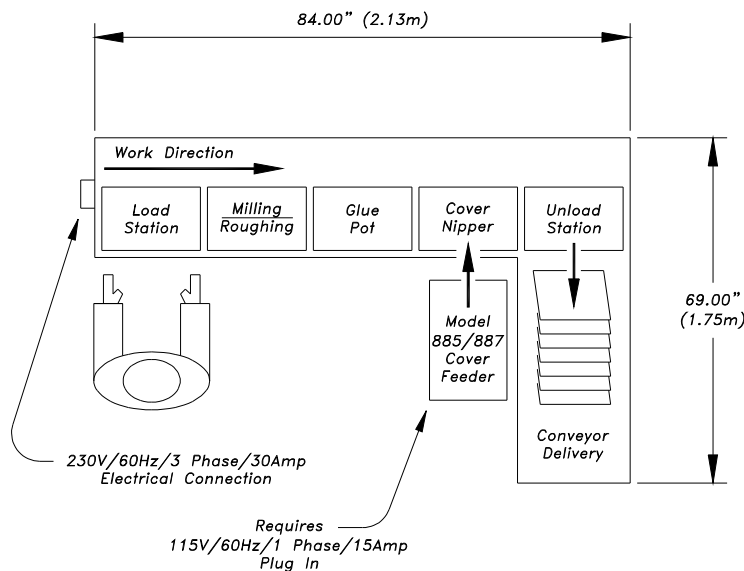 84.00” (2.13m)
Work Direction
Load
Station
Milling
Roughing
Glue
Pot
Cover
Nipper
Unload
Station
69.00”
(1.75m)
Model
885/887
Cover
Feeder
Conveyor
Delivery
230V/60Hz/3 Phase/30Amp
Electrical Connection
Requires
115V/60Hz/1 Phase/15Amp
Plug In